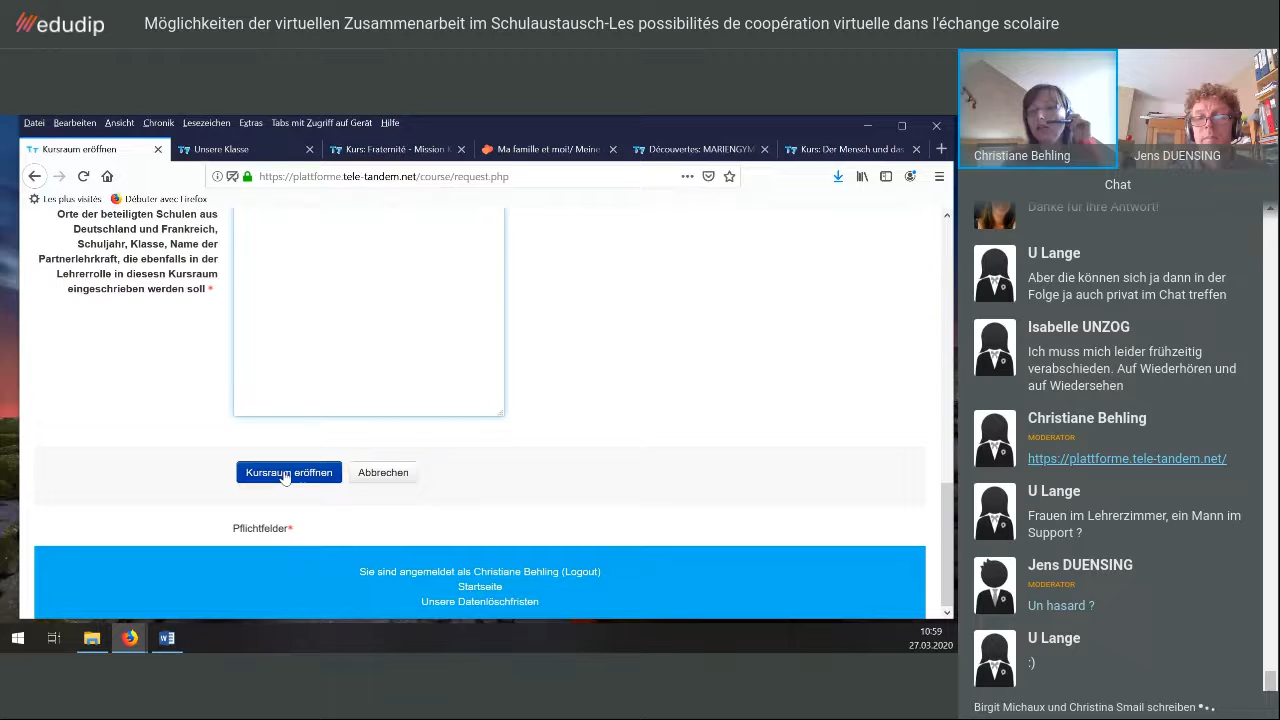 edudip
Möglichkeiten der virtuellen Zusammenarbeit im Schulaustausch-Les possibilités de coopération virtuelle dans l'échange scolaire
Datei Bearbeiten Ansicht Chronik Lesezeichen Extras Tabs mit Zugriff auf Gerät Hilfe
Kursraum eröffnen
Unsere Klasse
Kurs: Fraternité - Mission K
Ma famille et moi!/ Meine
Découvertes: MARIENGYM
Kurs: Der Mensch und das
https://plattforme.tele-tandem.net/course/request.php
Les plus visités
Débuter avec Firefox
Orte der beteiligten Schulen aus
Deutschland und Frankreich,
Schuljahr, Klasse, Name der
Partnerlehrkraft, die ebenfalls in der
Lehrerrolle in diesesn Kursraum
eingeschrieben werden soll *
Kursraum eröffnen
Abbrechen
Pflichtfelder*
Sie sind angemeldet als Christiane Behling (Logout)
Startseite
Unsere Datenlöschfristen
10:59
27.03.2020
Christiane Behling
Jens DUENSING
Chat
Danke für Ihre Antwort!
U Lange
Aber die können sich ja dann in der
Folge ja auch privat im Chat treffen
Isabelle UNZOG
Ich muss mich leider frühzeitig
verabschieden. Auf Wiederhören und
auf Wiedersehen
Christiane Behling
MODERATOR
https://plattforme.tele-tandem.net/
U Lange
Frauen im Lehrerzimmer, ein Mann im
Support ?
Jens DUENSING
MODERATOR
Un hasard ?
U Lange
:)
Birgit Michaux und Christina Smail schreiben